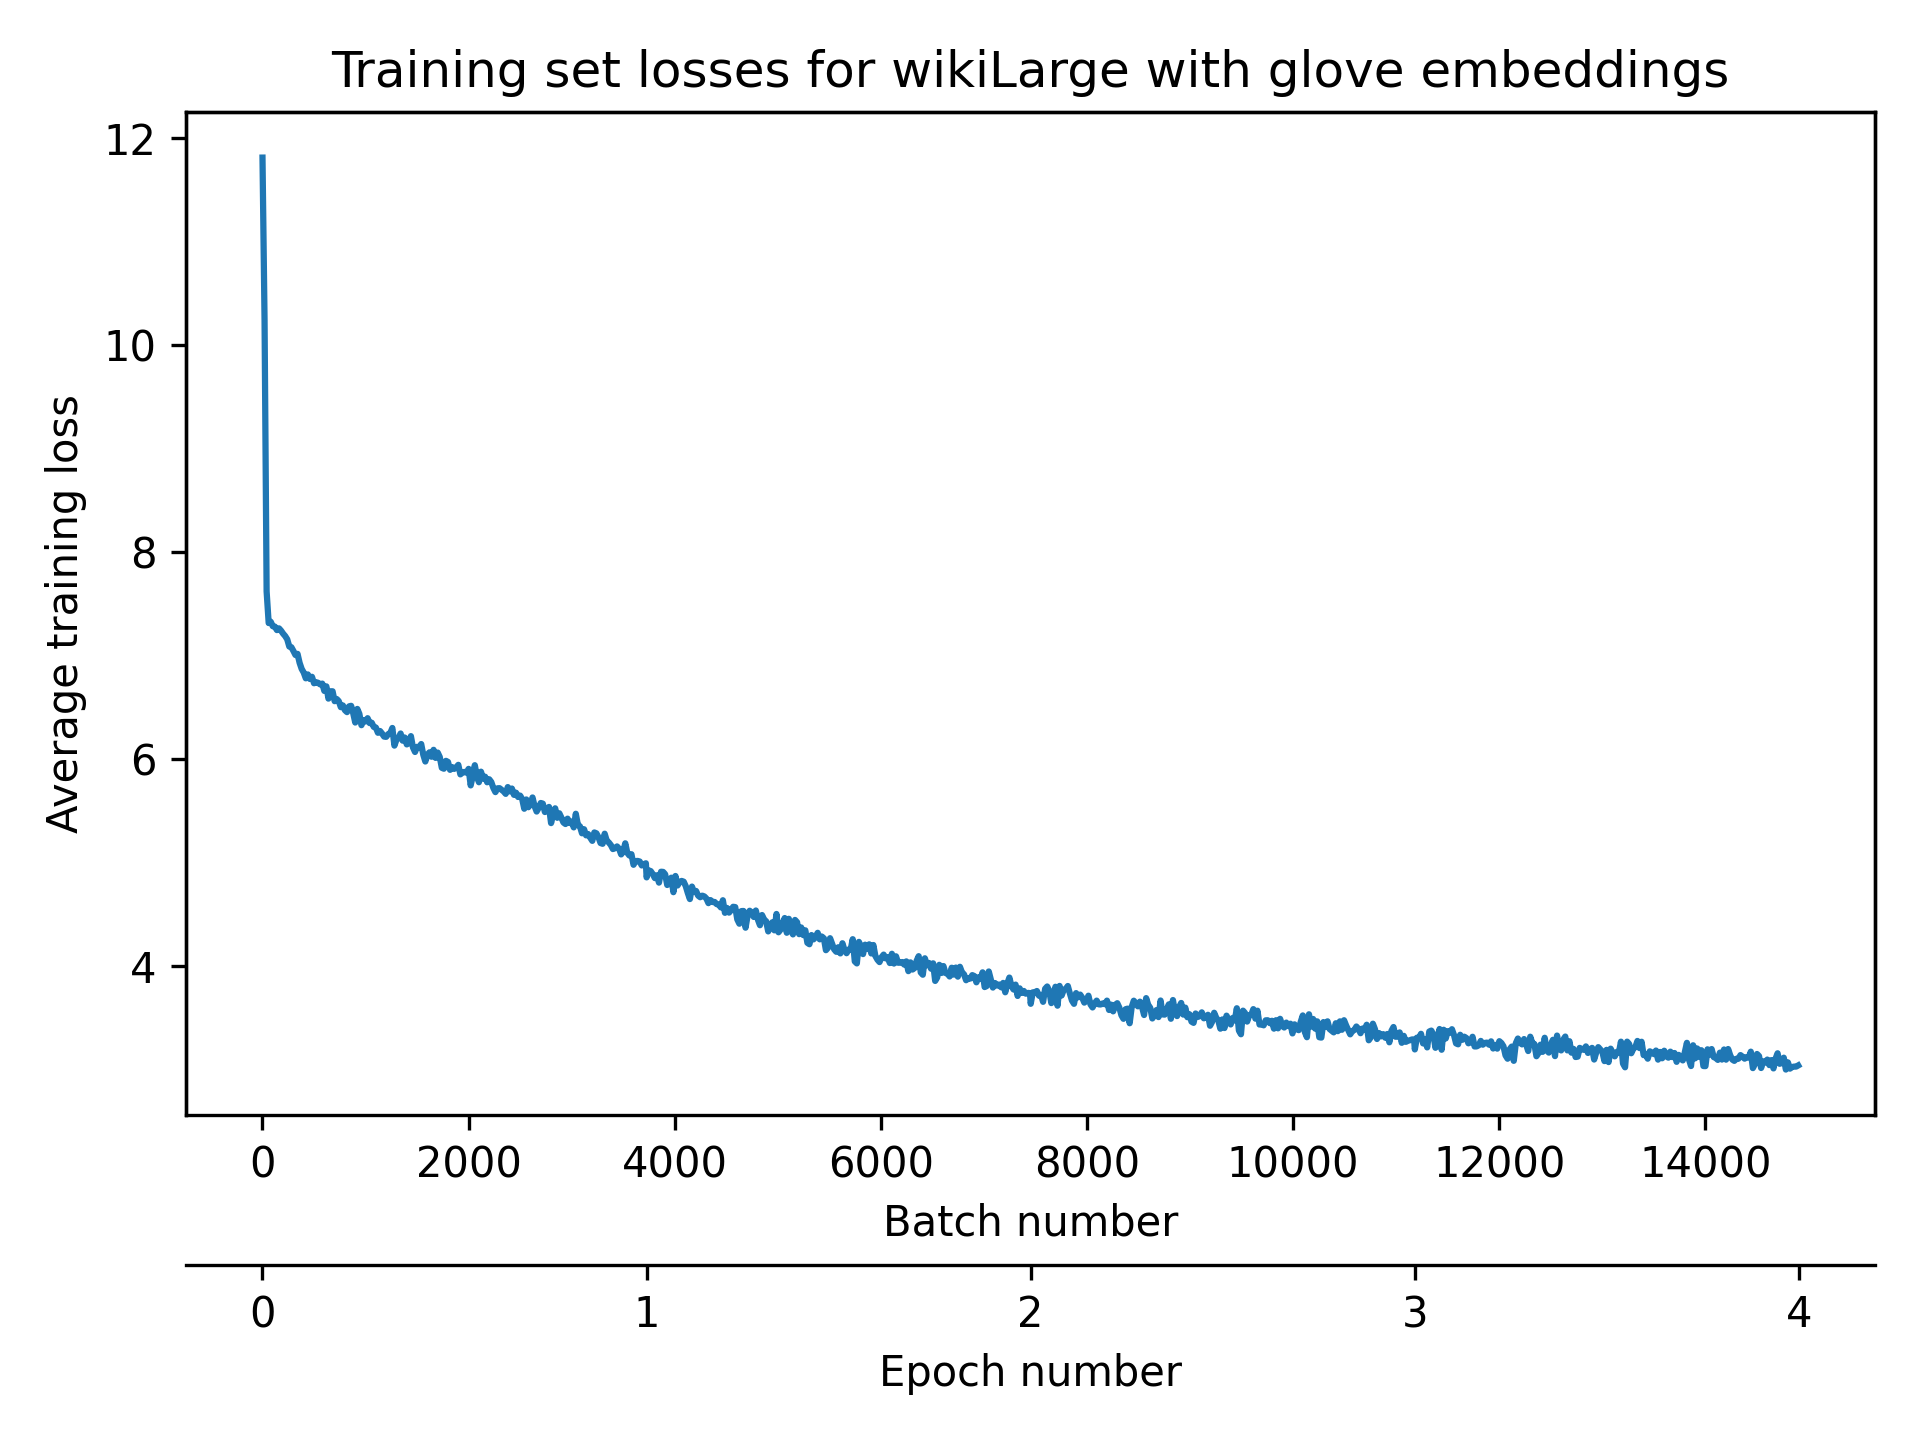 Training set losses for wikiLarge with glove embeddings
12
10
8
6
4
Average training loss
0 2000 4000 6000 8000 10000 12000 14000
Batch number
0 1 2 3 4
Epoch number